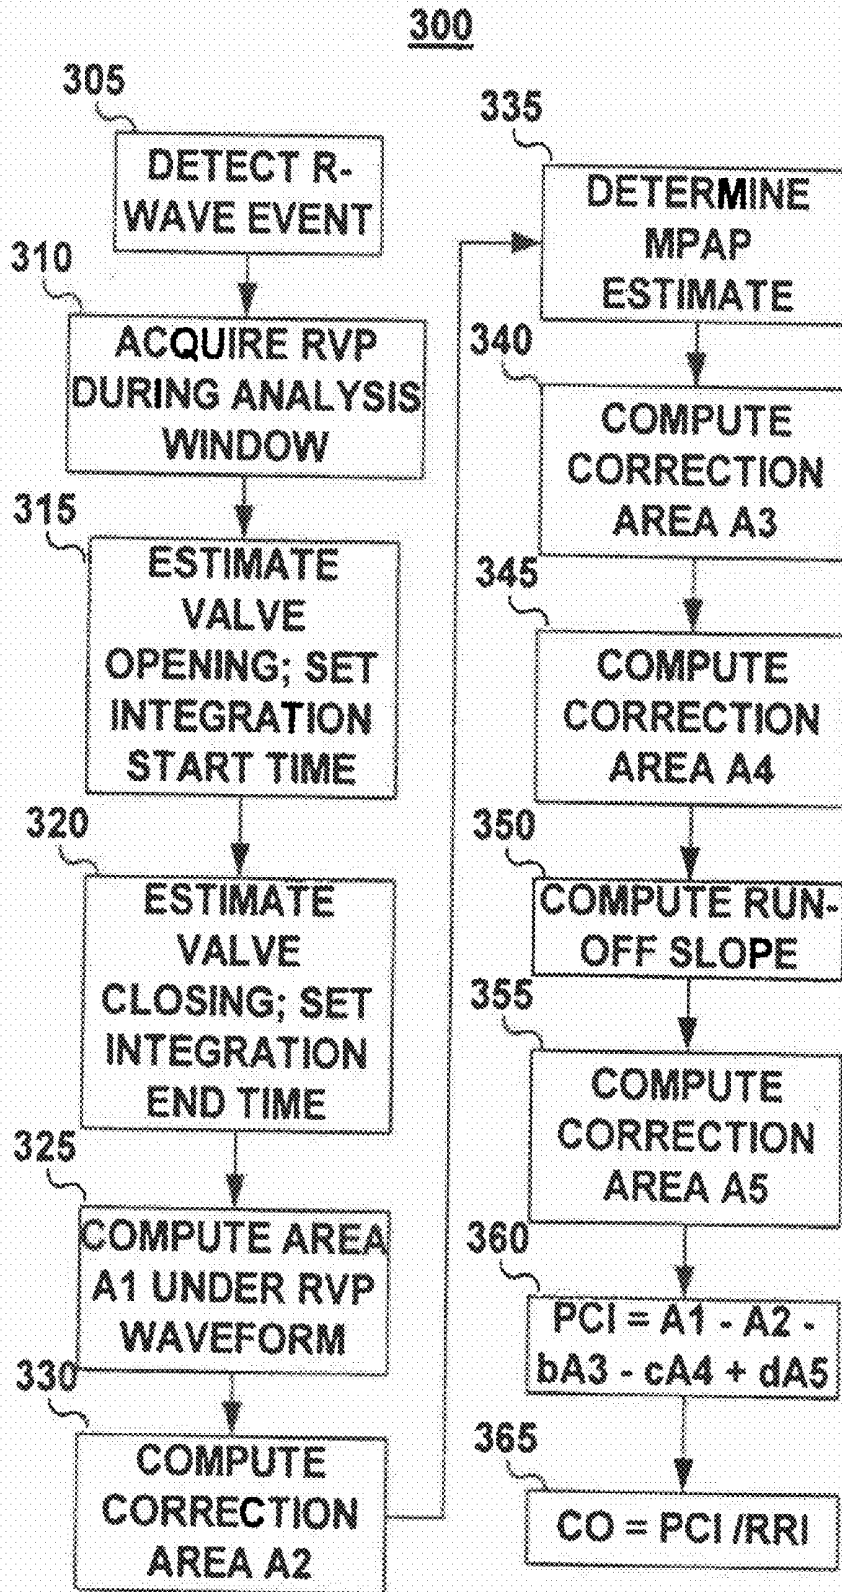 300
305
DETECT R-
WAVE EVENT
310
ACQUIRE RVP
DURING ANALYSIS
WINDOW
315
ESTIMATE
VALVE
OPENING; SET
INTEGRATION
START TIME
320
ESTIMATE
VALVE
CLOSING; SET
INTEGRATION
END TIME
325
COMPUTE AREA
A1 UNDER RVP
WAVEFORM
330
COMPUTE
CORRECTION
AREA A2
335
DETERMINE
MPAP
ESTIMATE
340
COMPUTE
CORRECTION
AREA A3
345
COMPUTE
CORRECTION
AREA A4
350
COMPUTE RUN-
OFF SLOPE
355
COMPUTE
CORRECTION
AREA A5
360
PCI = A1 - A2 -
bA3 - cA4 + dA5
365
CO = PCI /RRI